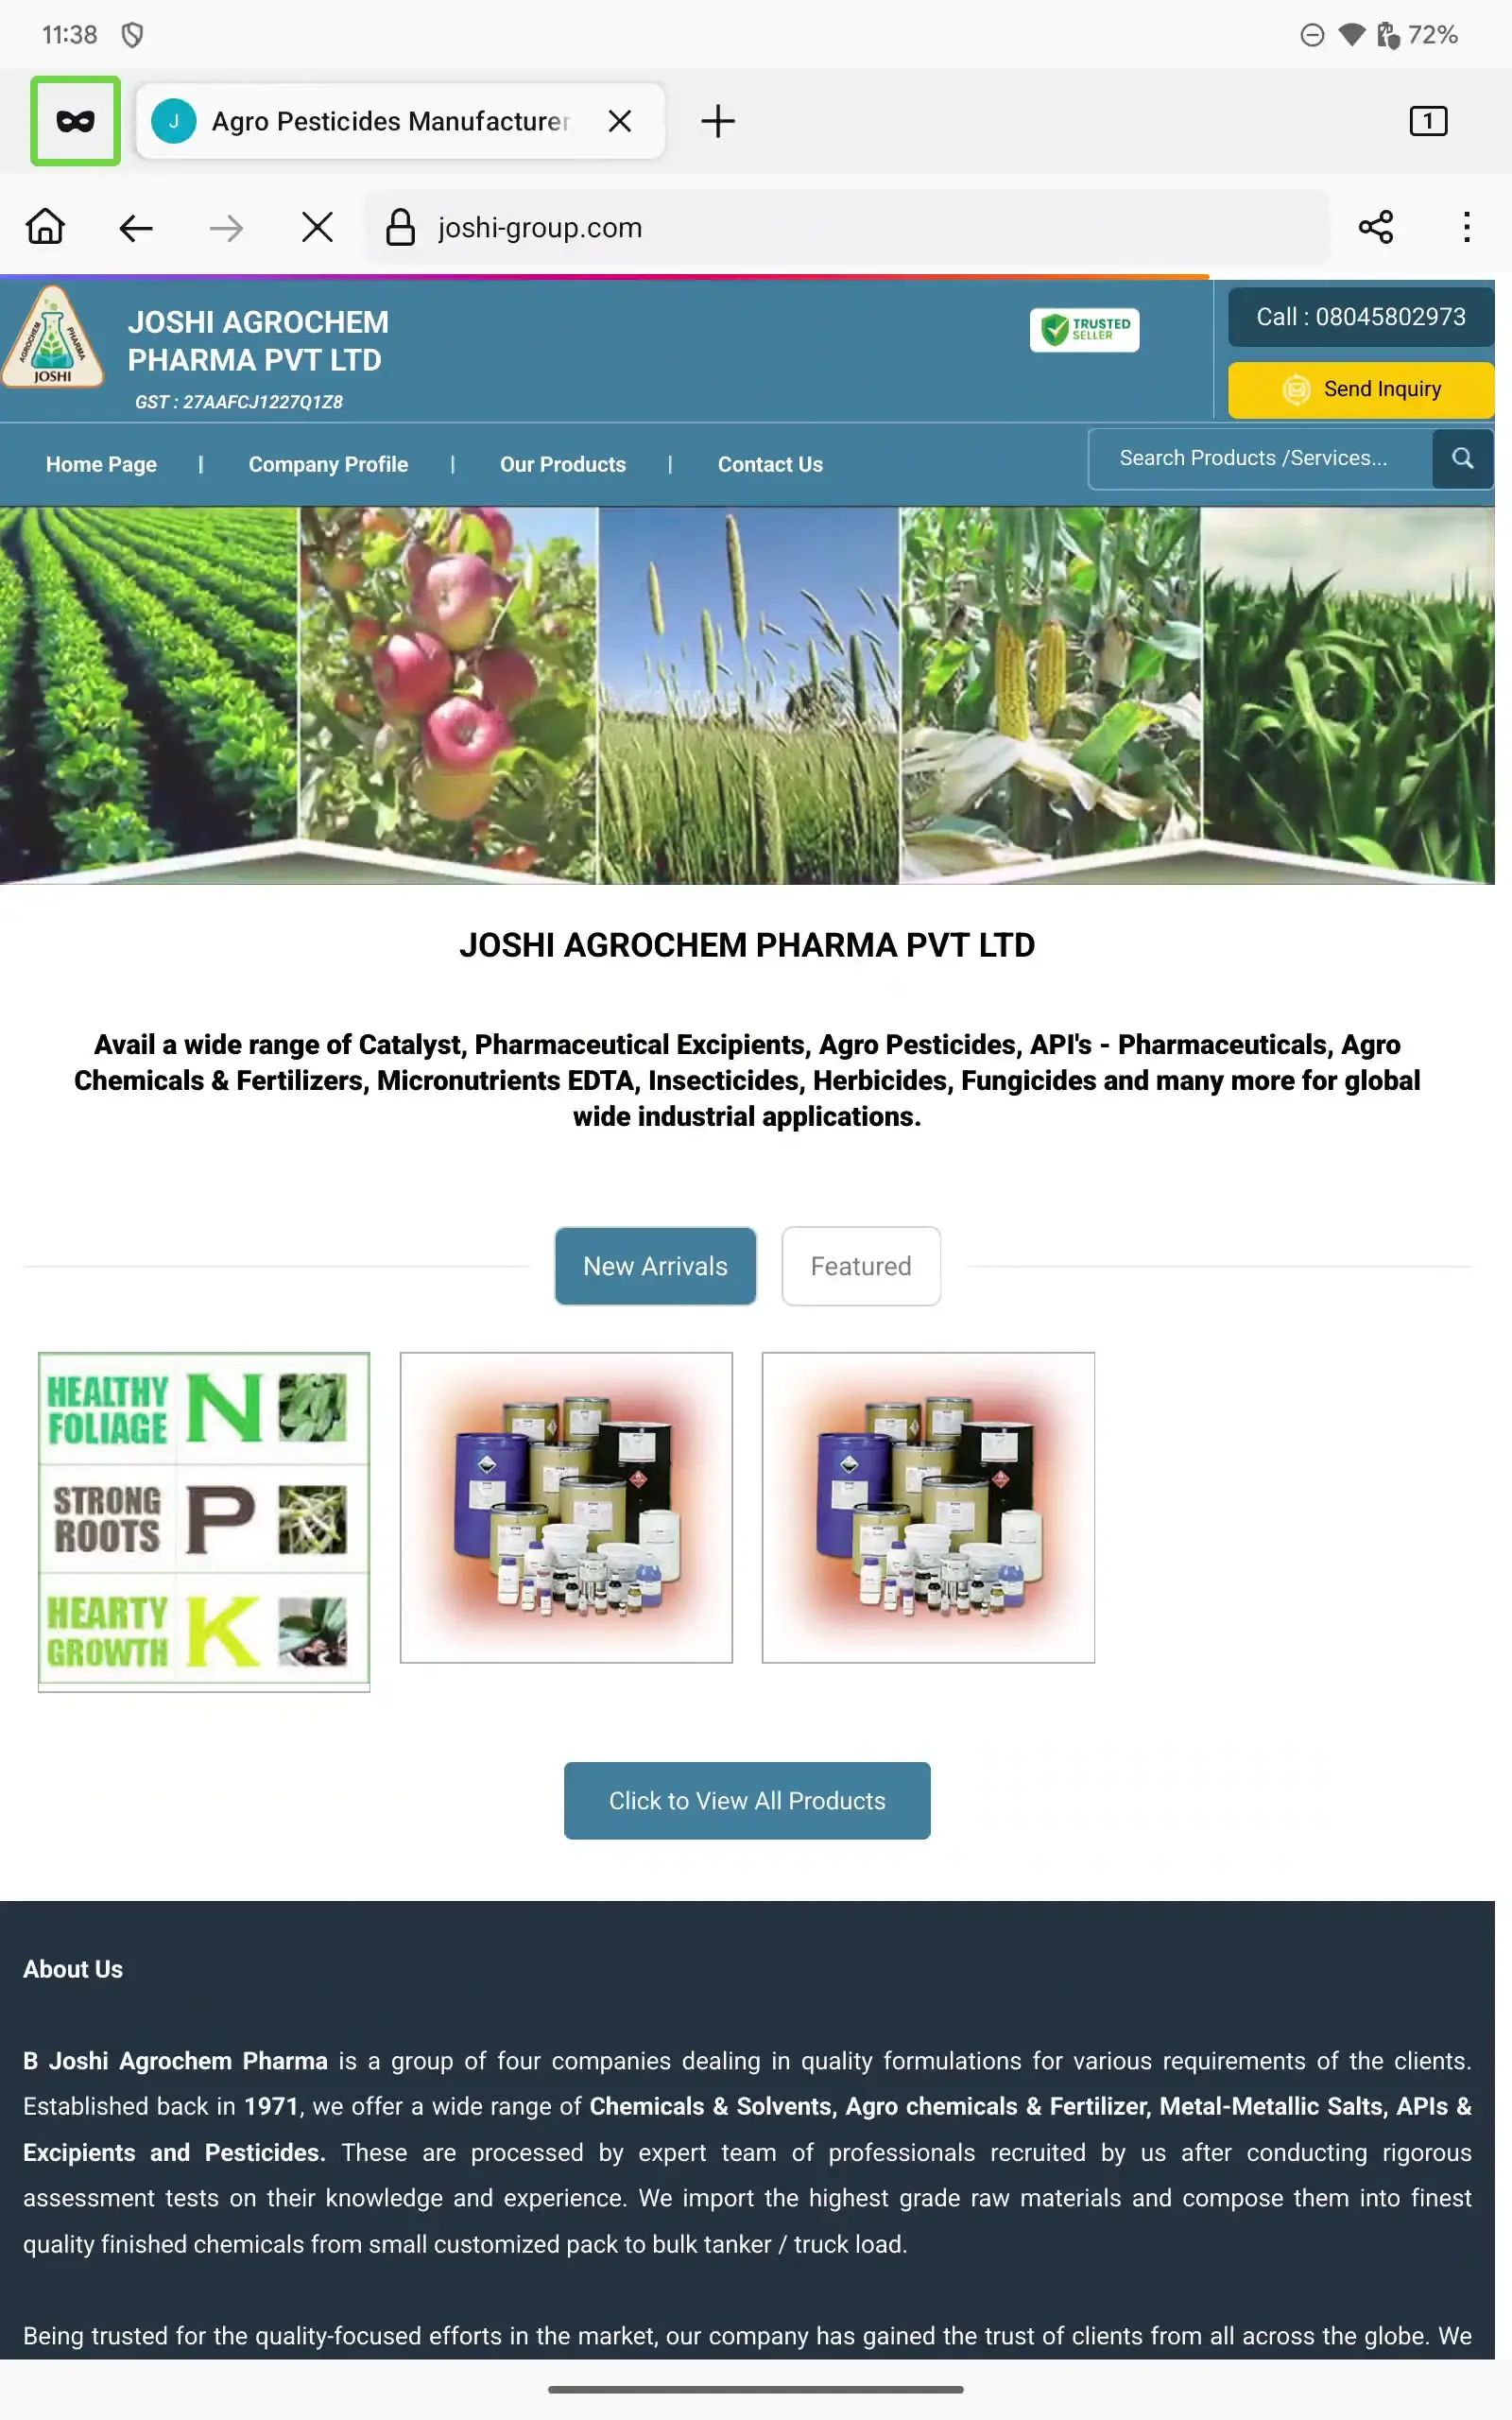 11:38
72%
J
Agro Pesticides Manufacturer
1
joshi-group.com
AGROCHEM
PHARMA
JOSHI
JOSHI AGROCHEM
PHARMA PVT LTD
GST : 27AAFCJ1227Q1Z8
TRUSTED
SELLER
Call : 08045802973
Send Inquiry
Home Page | Company Profile | Our Products | Contact Us
Search Products /Services...
JOSHI AGROCHEM PHARMA PVT LTD
Avail a wide range of Catalyst, Pharmaceutical Excipients, Agro Pesticides, API's - Pharmaceuticals, Agro
Chemicals & Fertilizers, Micronutrients EDTA, Insecticides, Herbicides, Fungicides and many more for global
wide industrial applications.
New Arrivals
Featured
HEALTHY
FOLIAGE
N
STRONG
ROOTS
P
HEARTY
GROWTH
K
Click to View All Products
About Us
B Joshi Agrochem Pharma is a group of four companies dealing in quality formulations for various requirements of the clients.
Established back in 1971, we offer a wide range of Chemicals & Solvents, Agro chemicals & Fertilizer, Metal-Metallic Salts, APIs &
Excipients and Pesticides. These are processed by expert team of professionals recruited by us after conducting rigorous
assessment tests on their knowledge and experience. We import the highest grade raw materials and compose them into finest
quality finished chemicals from small customized pack to bulk tanker / truck load.
Being trusted for the quality-focused efforts in the market, our company has gained the trust of clients from all across the globe. We